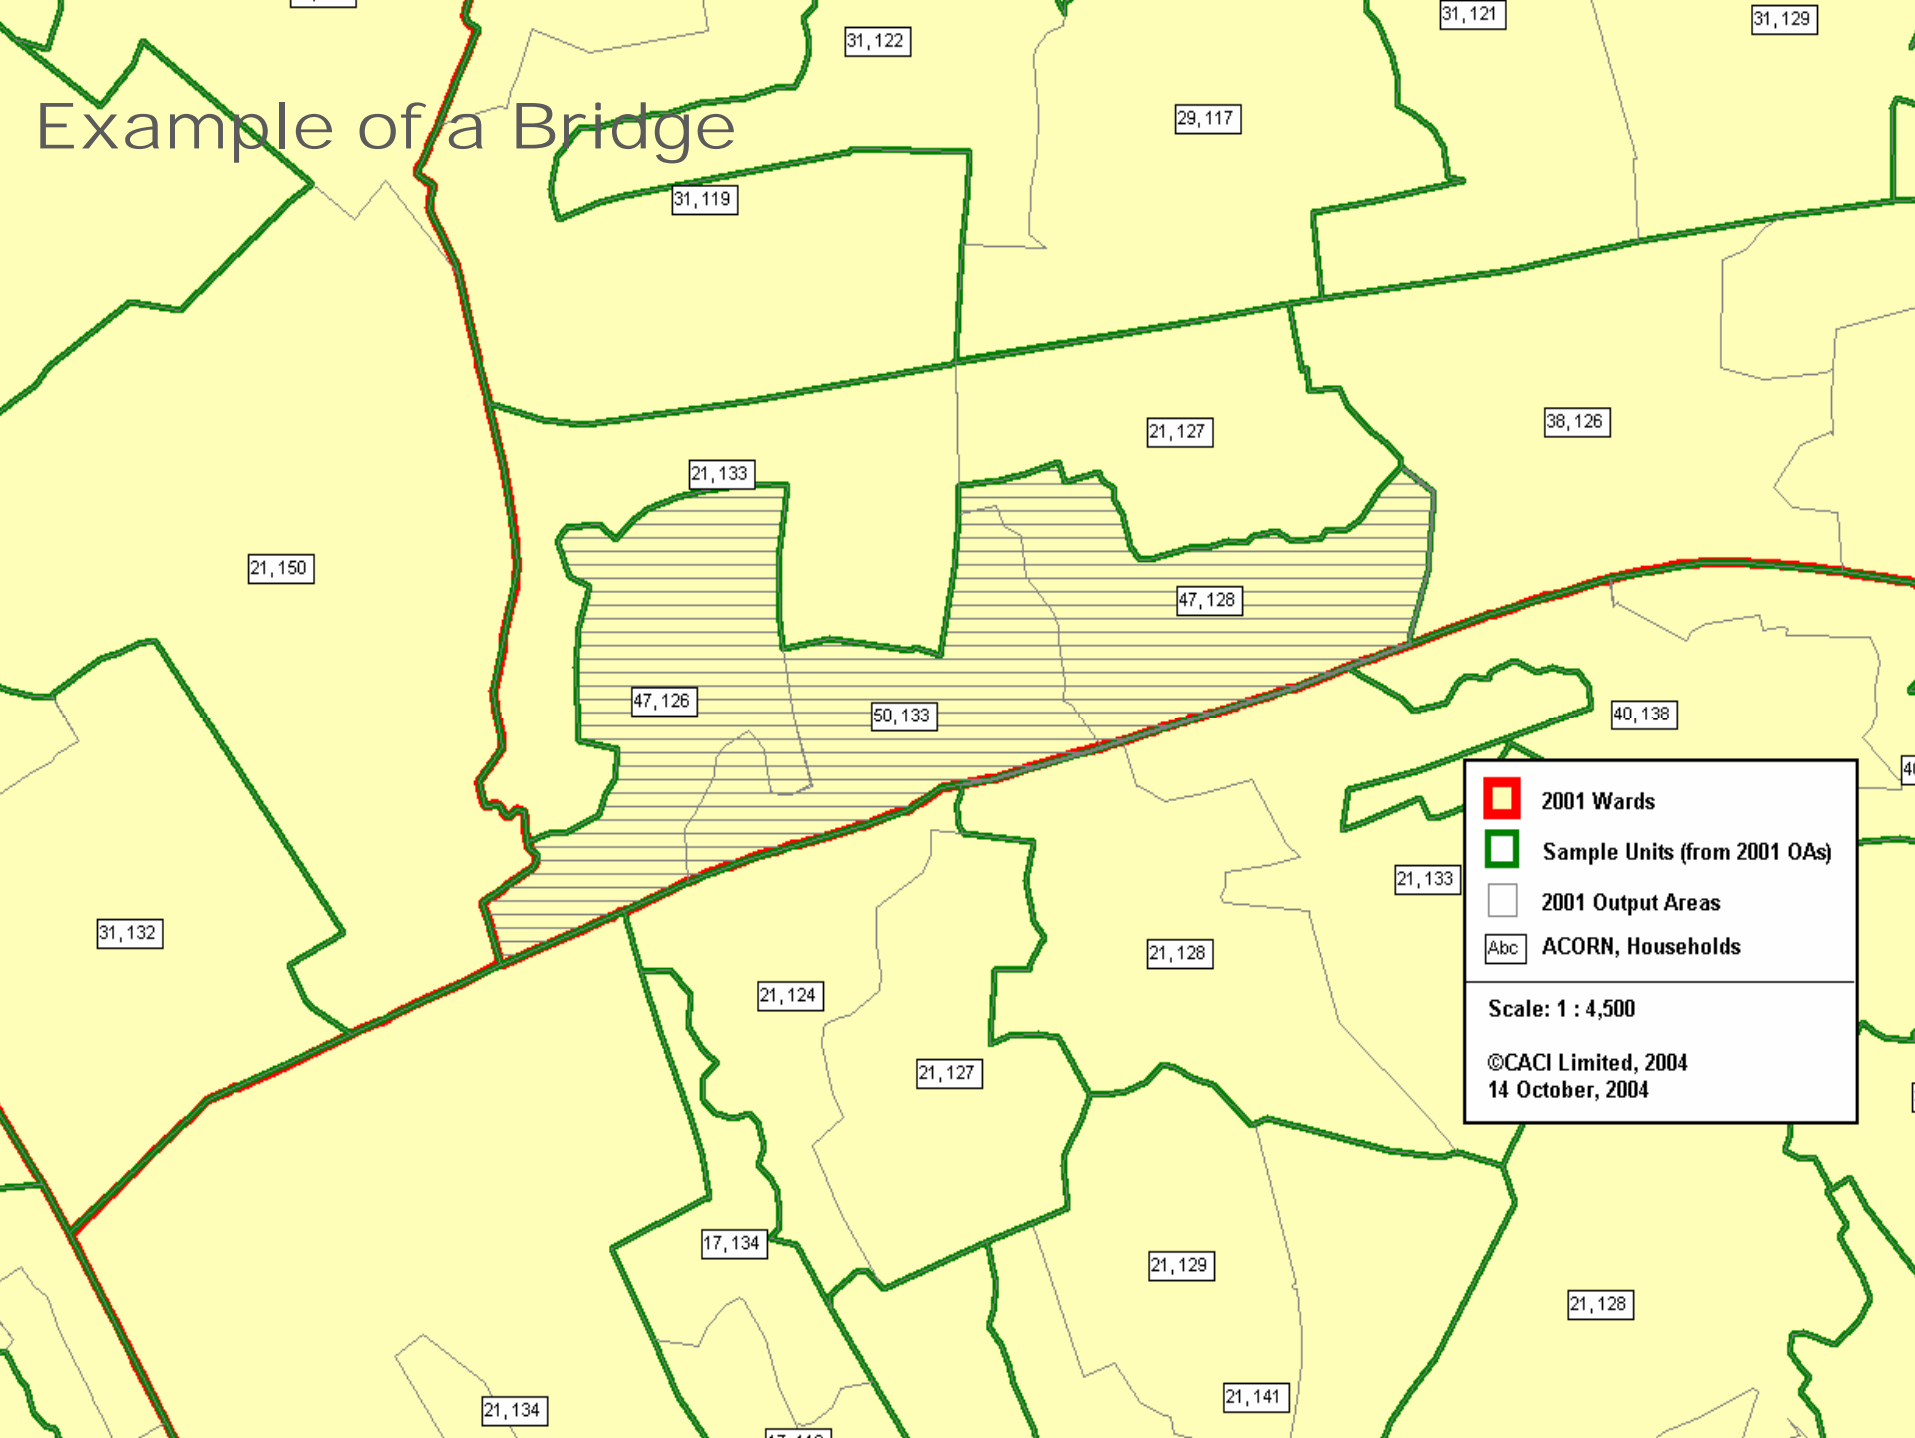 31,121
31,129
31,122
Example of a Bridge
29,117
31,119
38,126
21,127
21,133
21,150
47,128
47,126
50,133
40,138
2001 Wards
Sample Units (from 2001 OAs)
21,133
2001 Output Areas
31,132
Abc ACORN, Households
21,128
21,124
Scale: 1 : 4,500
©CACI Limited, 2004
21,127
14 October, 2004
17,134
21,129
21,128
21,141
21,134